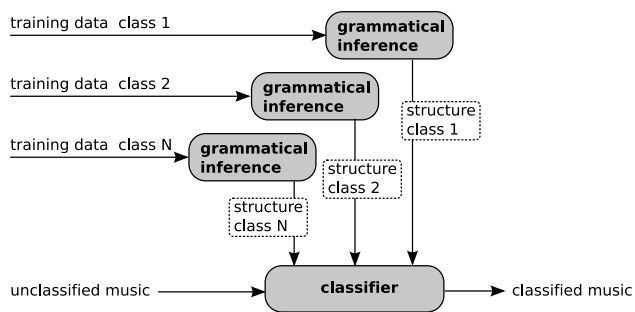 training data class 1
grammatical
inference
training data class 2
grammatical
inference
structure
class 1
training data class N
grammatical
inference
structure
class 2
structure
class N
unclassified music
classifier
classified music